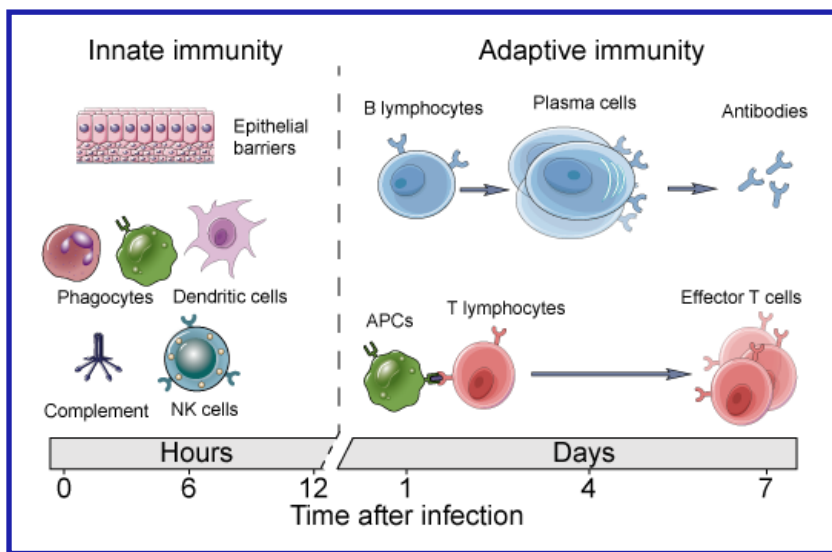 Innate immunity
Adaptive immunity
Epithelial
barriers
B lymphocytes
Plasma cells
Antibodies
Phagocytes
Dendritic cells
APCs
T lymphocytes
Effector T cells
Complement
NK cells
Hours
Days
0
6
12
1
4
7
Time after infection